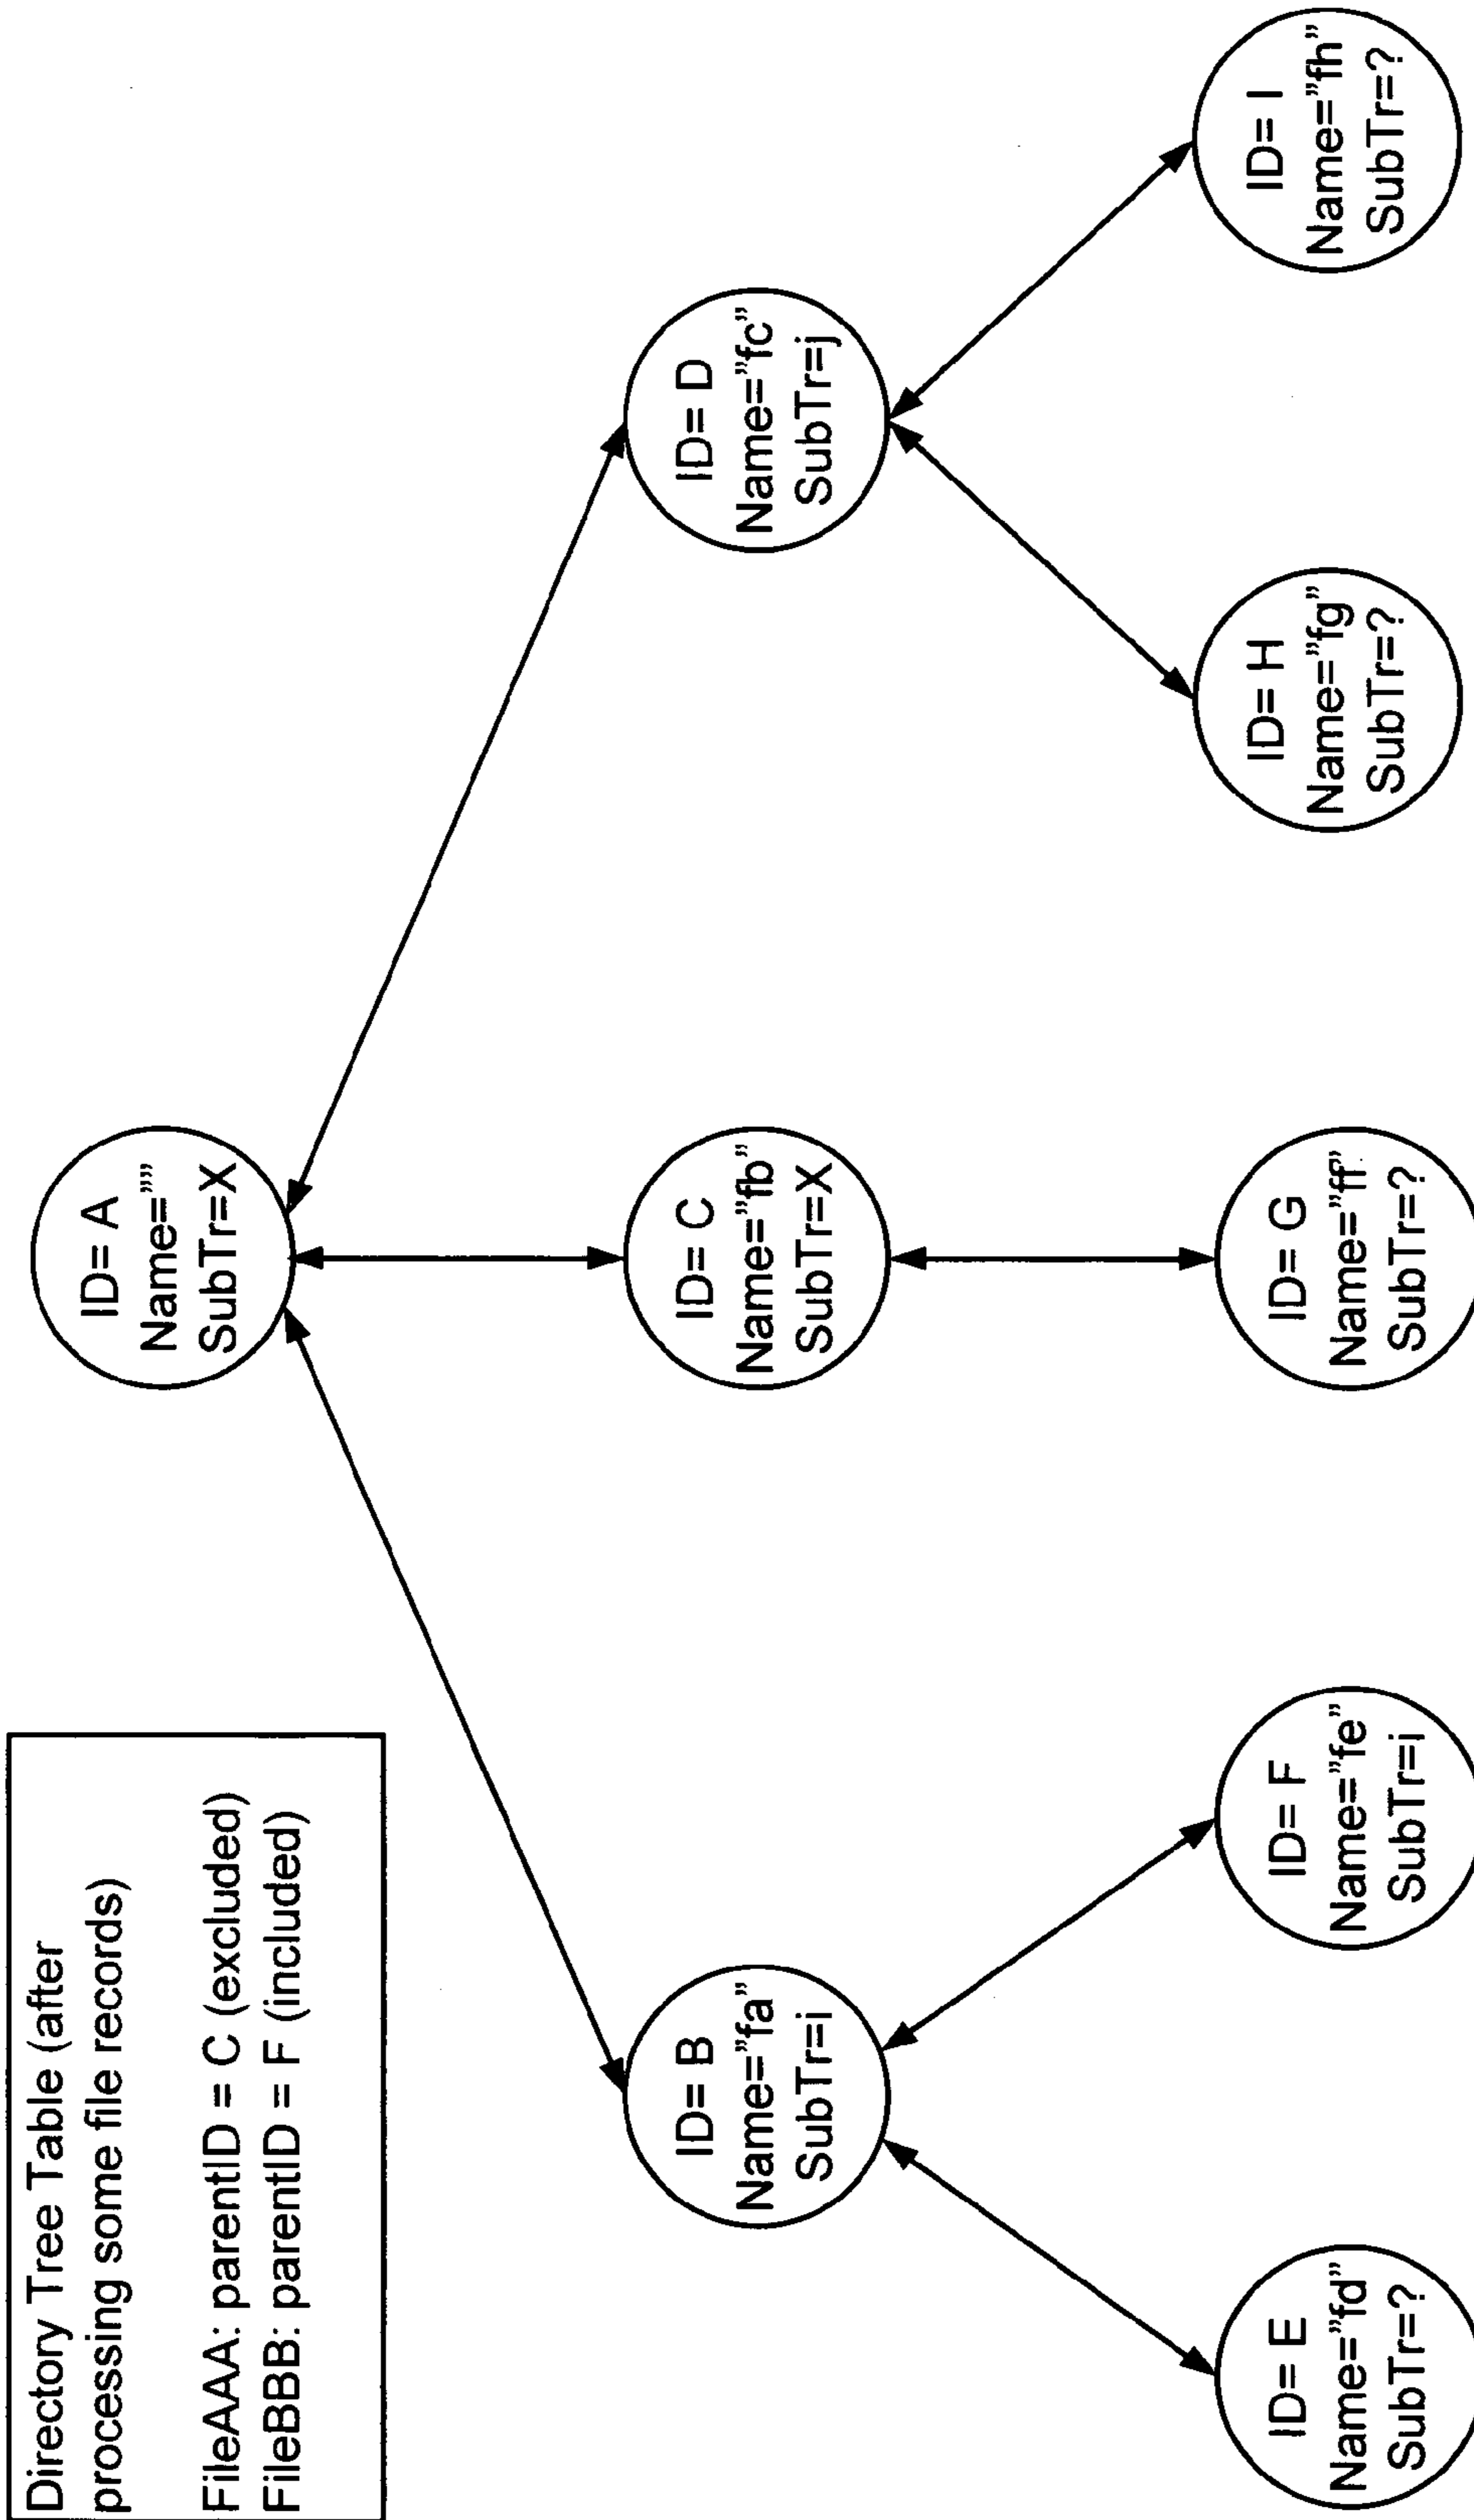 Directory Tree Table (after
processing some file records)
FileAAA: parentID = C (excluded)
FileBBB: parentID = F (included)
ID= A
Name=””
SubTr=X
ID= B
Name=”fa”
SubTr=i
ID= C
Name=”fb”
SubTr=X
ID= D
Name=”fc”
SubTr=j
ID= E
Name=”fd”
SubTr=?
ID= F
Name=”fe”
SubTr=i
ID= G
Name=”ff”
SubTr=?
ID= H
Name=”fg”
SubTr=?
ID= I
Name=”fh”
SubTr=?